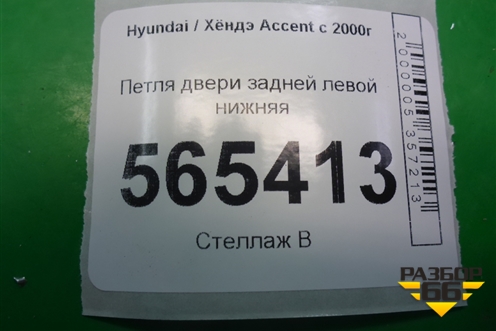 Hyundai / Хёндэ Accent с 2000г
Петля двери задней левой
нижняя
565413
Стеллаж В
2000005357213
РАЗБОР
66